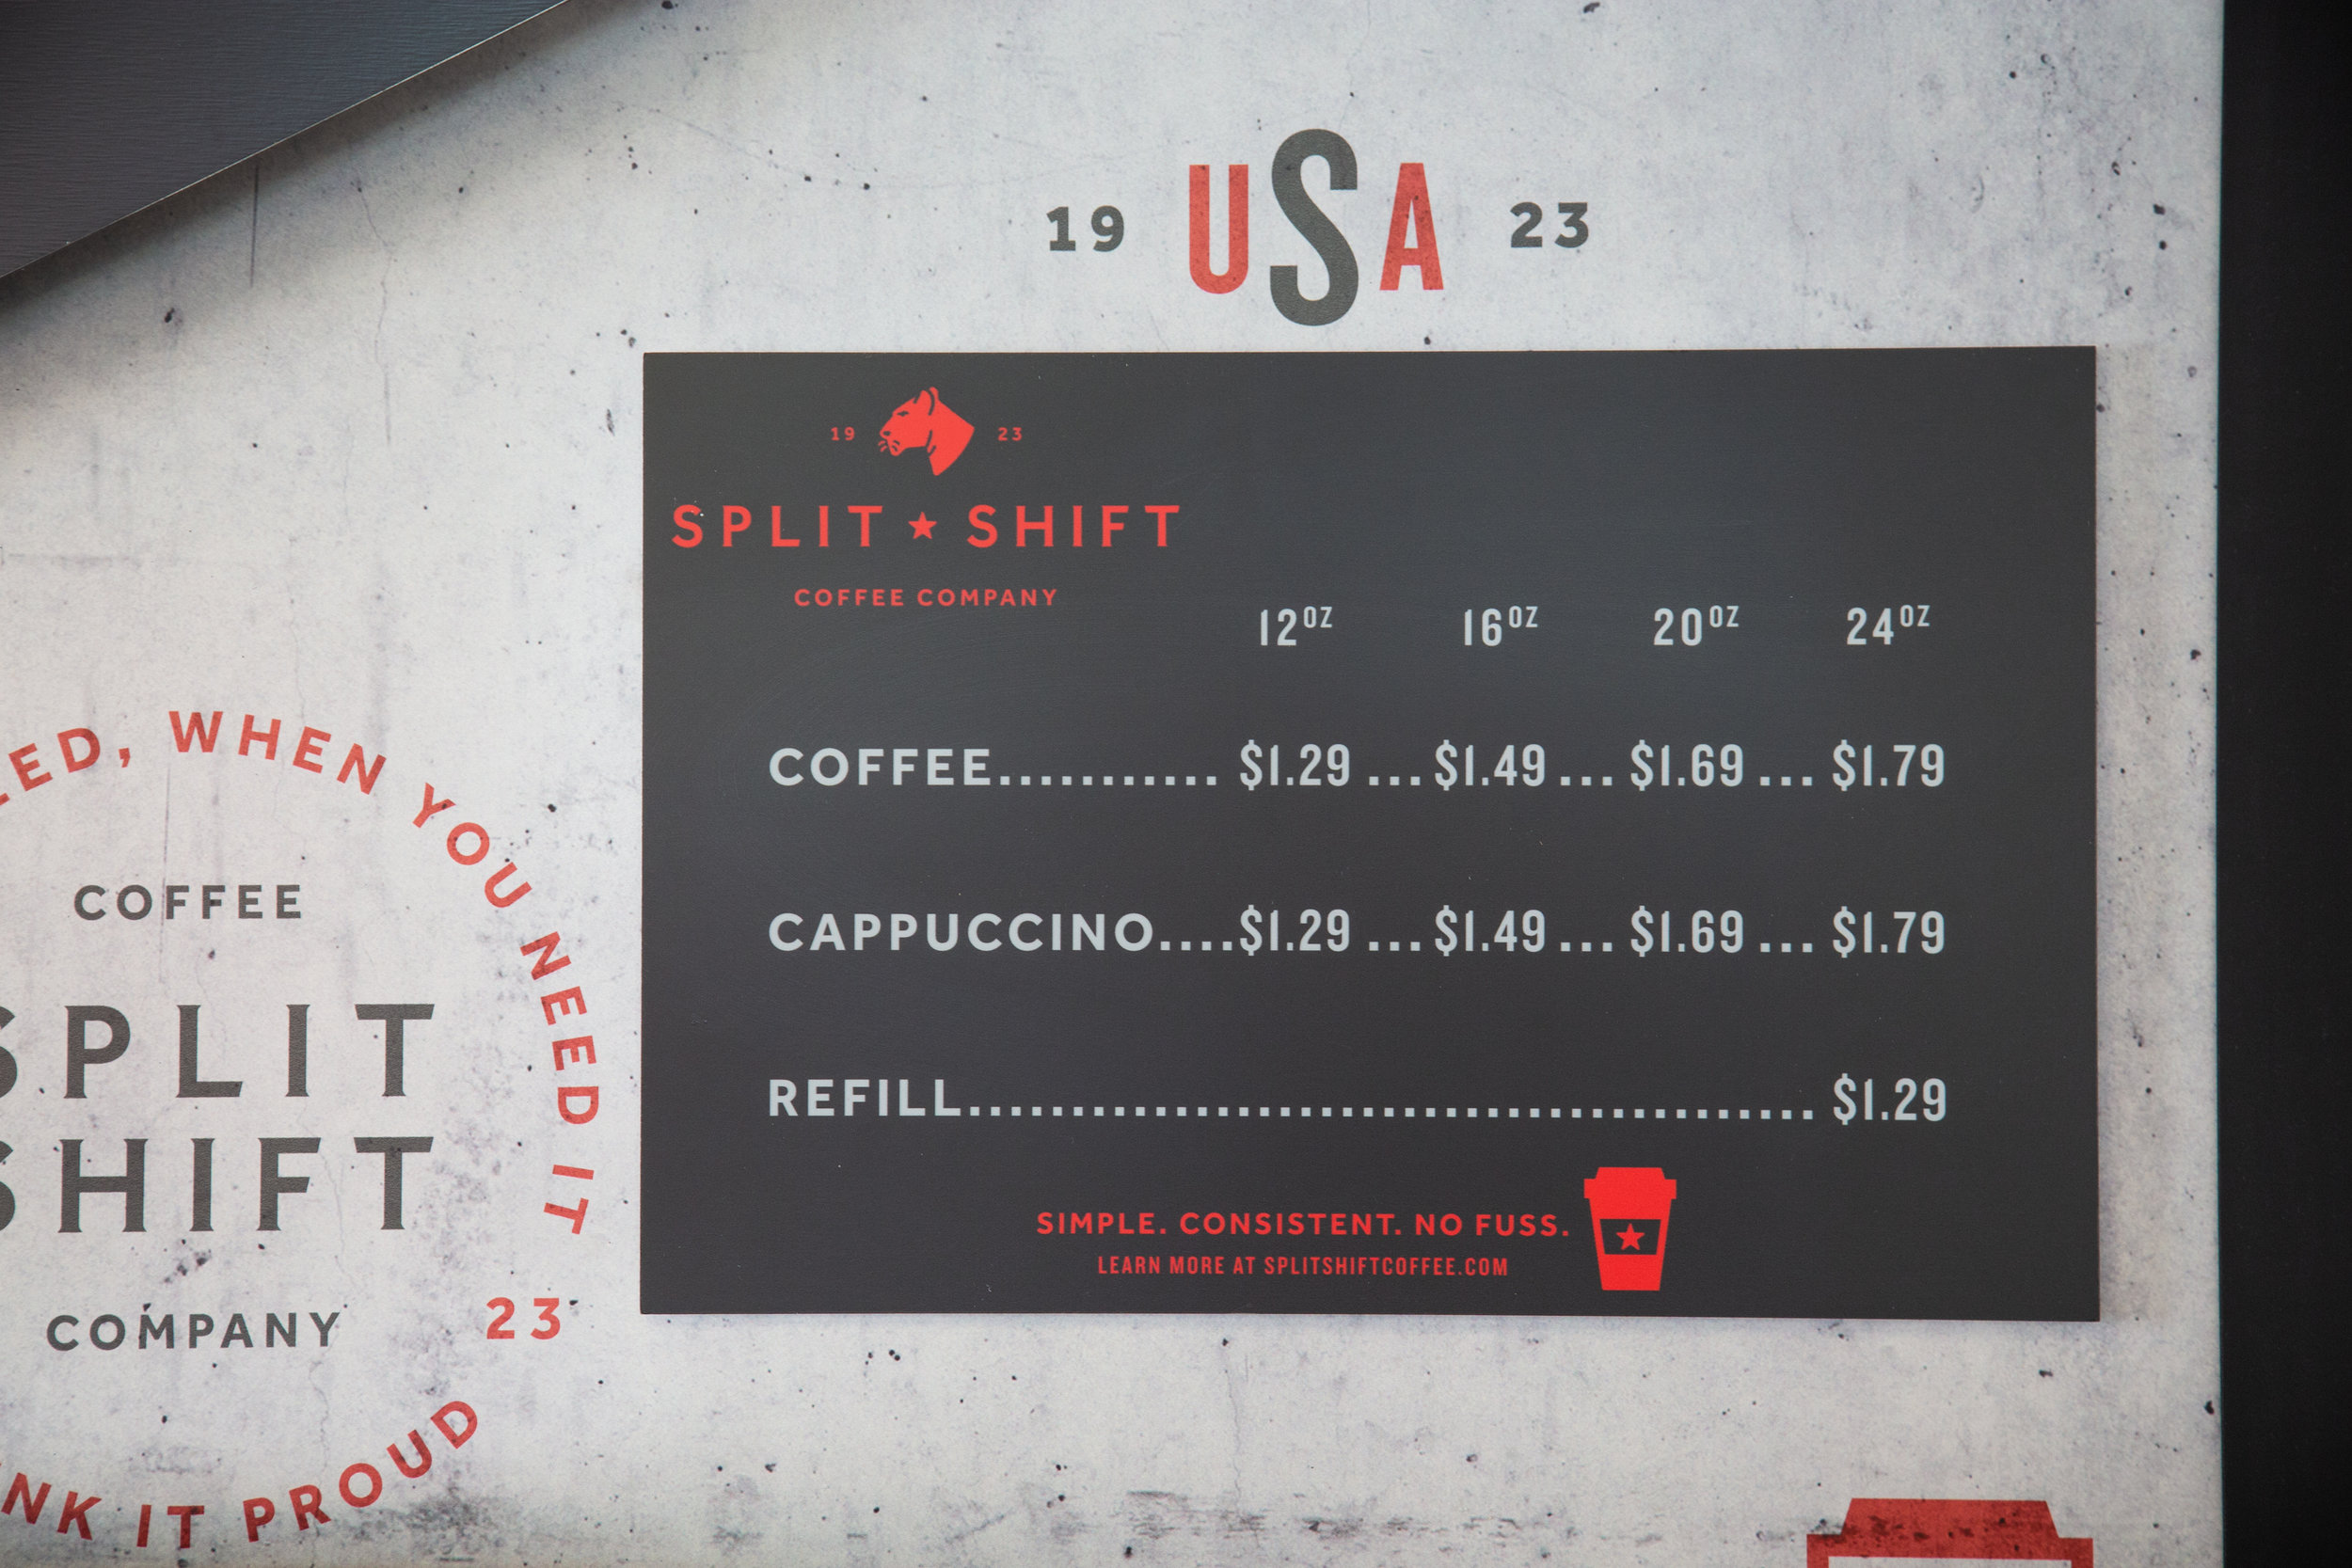 19 USA 23
19 23
SPLIT ★ SHIFT
COFFEE COMPANY
12OZ 16OZ 20OZ 24OZ
COFFEE........... $1.29 ...$1.49 ... $1.69 ... $1.79
CAPPUCCINO....$1.29 ...$1.49 ... $1.69 ... $1.79
REFILL......................................... $1.29
SIMPLE. CONSISTENT. NO FUSS.
LEARN MORE AT SPLITSHIFTCOFFEE.COM
WHEN YOU NEED IT
COFFEE
SPLIT
SHIFT
COMPANY
23
IT PROUD